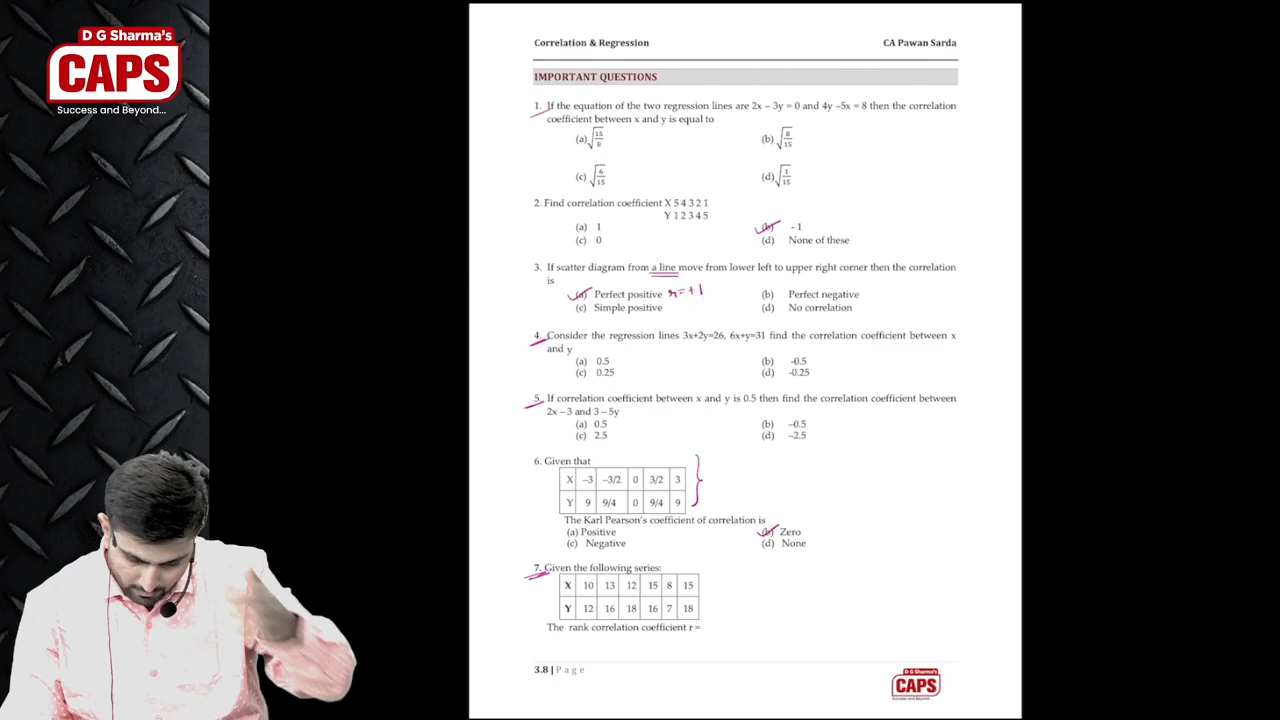 D G Sharma's
CAPS
Success and Beyond...
Correlation & Regression CA Pawan Sarda
IMPORTANT QUESTIONS
1. If the equation of the two regression lines are 2x – 3y = 0 and 4y –5x = 8 then the correlation
coefficient between x and y is equal to
(a) √15/8 (b) √8/15
(c) √6/15 (d) √1/15
2. Find correlation coefficient X 5 4 3 2 1
Y 1 2 3 4 5
(a) 1 (b) - 1
(c) 0 (d) None of these
3. If scatter diagram from a line move from lower left to upper right corner then the correlation
is
(a) Perfect positive r = +1 (b) Perfect negative
(c) Simple positive (d) No correlation
4. Consider the regression lines 3x+2y=26, 6x+y=31 find the correlation coefficient between x
and y
(a) 0.5 (b) -0.5
(c) 0.25 (d) -0.25
5. If correlation coefficient between x and y is 0.5 then find the correlation coefficient between
2x – 3 and 3 – 5y
(a) 0.5 (b) –0.5
(c) 2.5 (d) –2.5
6. Given that
X –3 –3/2 0 3/2 3
Y 9 9/4 0 9/4 9
The Karl Pearson's coefficient of correlation is
(a) Positive (b) Zero
(c) Negative (d) None
7. Given the following series:
X 10 13 12 15 8 15
Y 12 16 18 16 7 18
The rank correlation coefficient r =
3.8 | Page
CAPS
Success and Beyond...